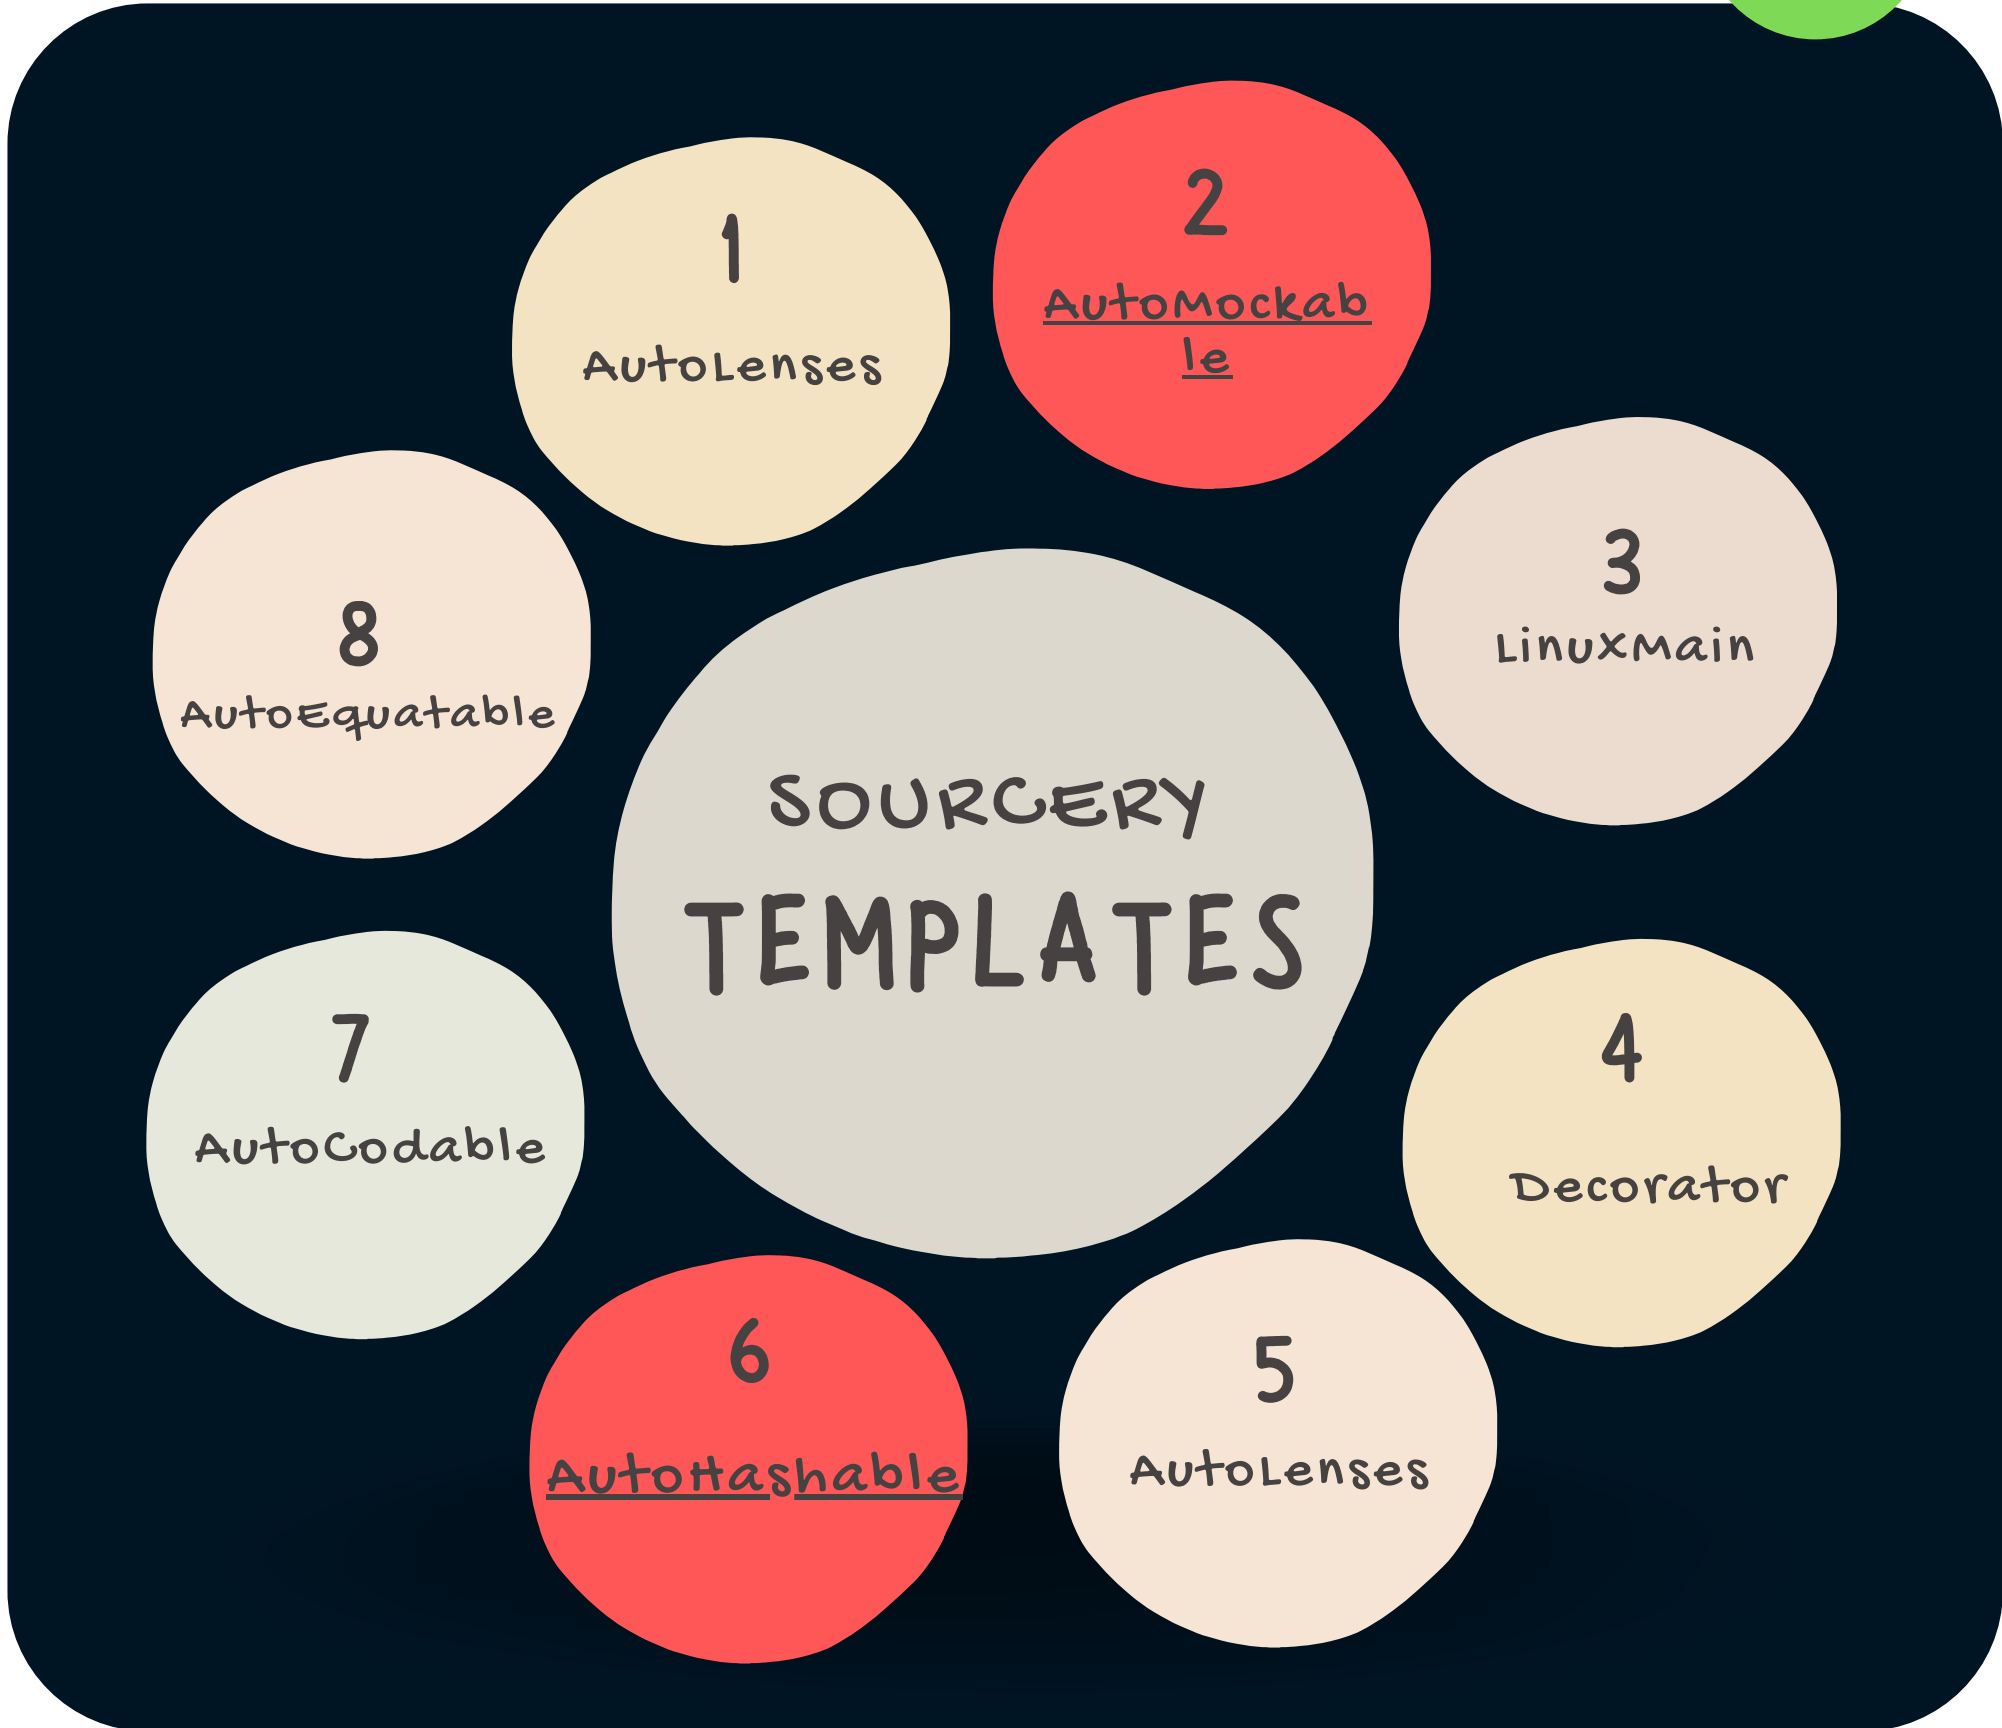 1
AutoLenses
2
AutoMockab
le
3
LinuxMain
SOURCERY
TEMPLATES
4
Decorator
5
AutoLenses
6
AutoHashable
7
AutoCodable
8
AutoEquatable